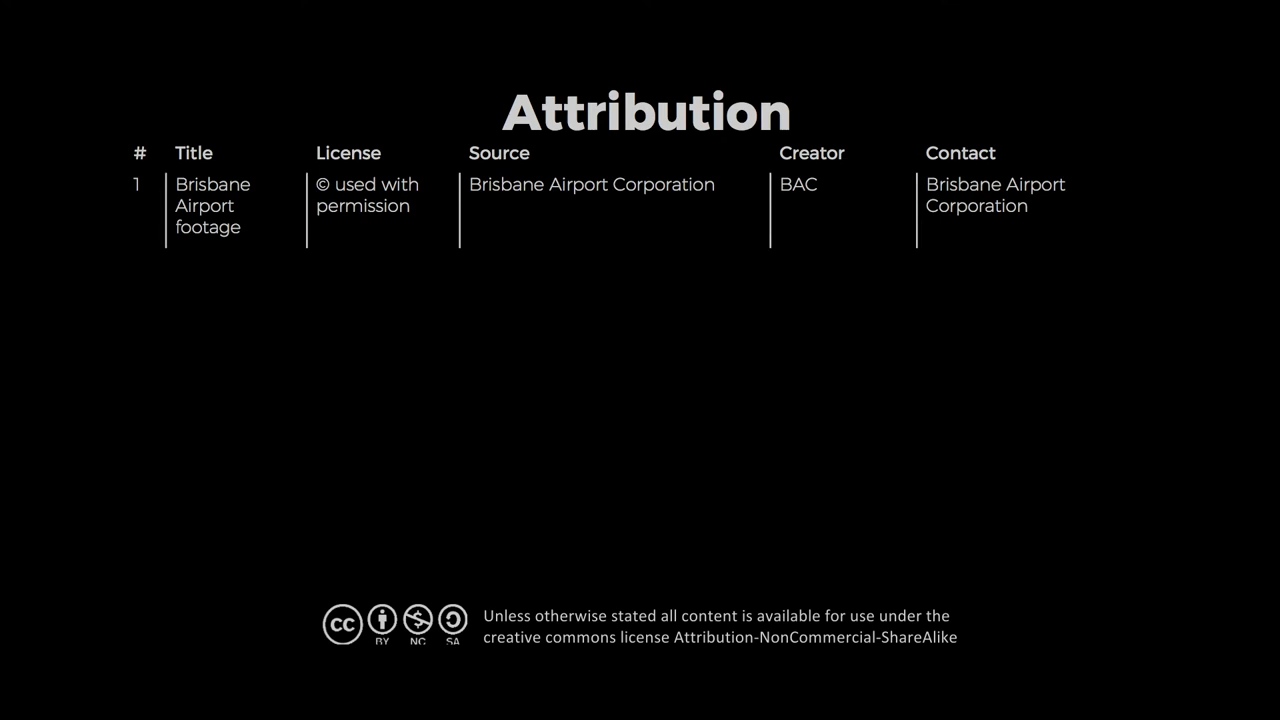 Attribution
# Title License Source Creator Contact
1 Brisbane © used with Brisbane Airport Corporation BAC Brisbane Airport
Airport permission Corporation
footage
cc BY NC SA
Unless otherwise stated all content is available for use under the
creative commons license Attribution-NonCommercial-ShareAlike